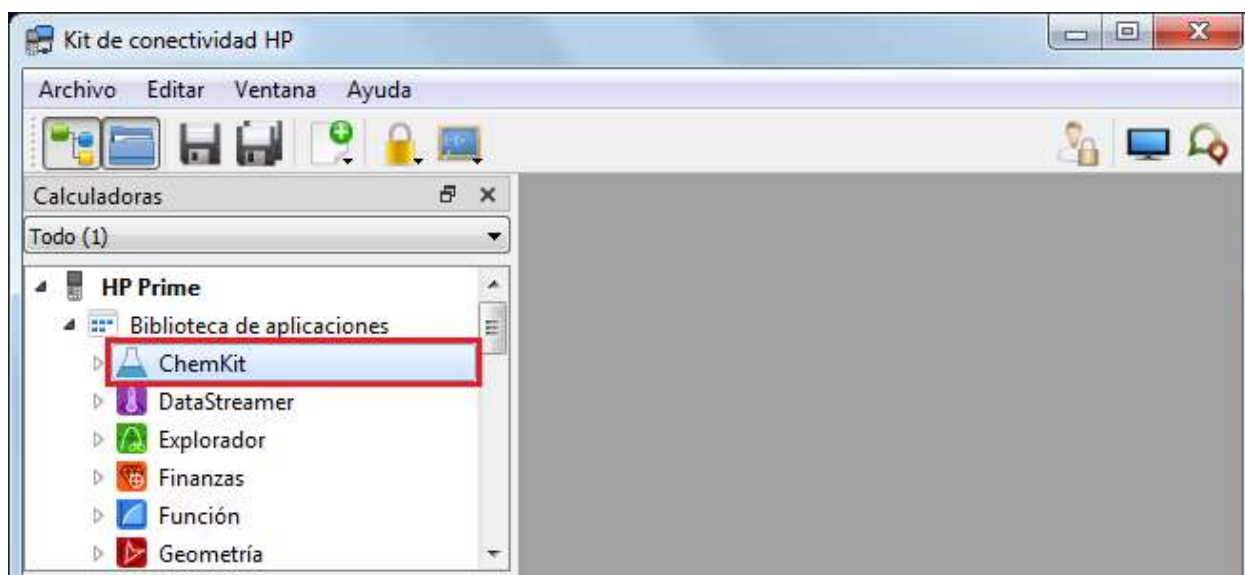 Kit de conectividad HP
Archivo Editar Ventana Ayuda
Calculadoras
Todo (1)
HP Prime
Biblioteca de aplicaciones
ChemKit
DataStreamer
Explorador
Finanzas
Función
Geometría